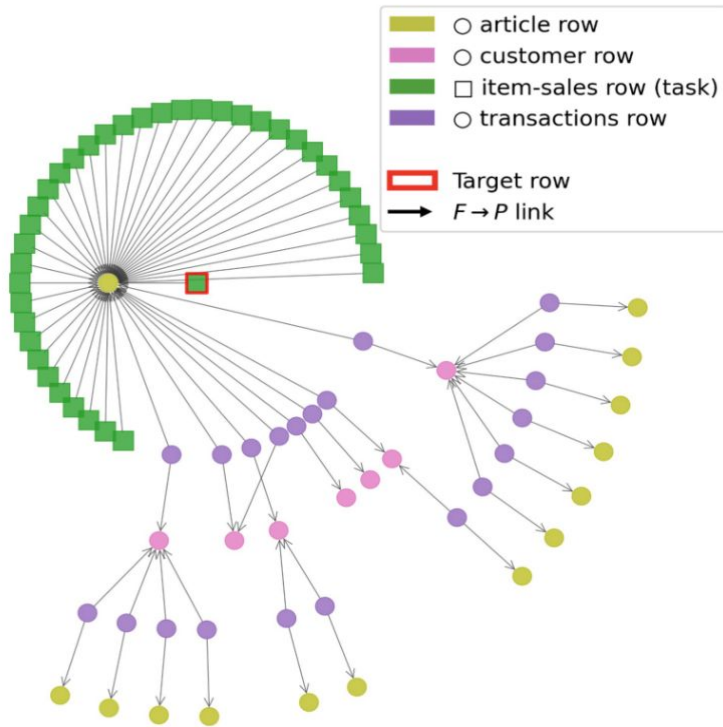 ○ article row
○ customer row
□ item-sales row (task)
○ transactions row
Target row
F → P link